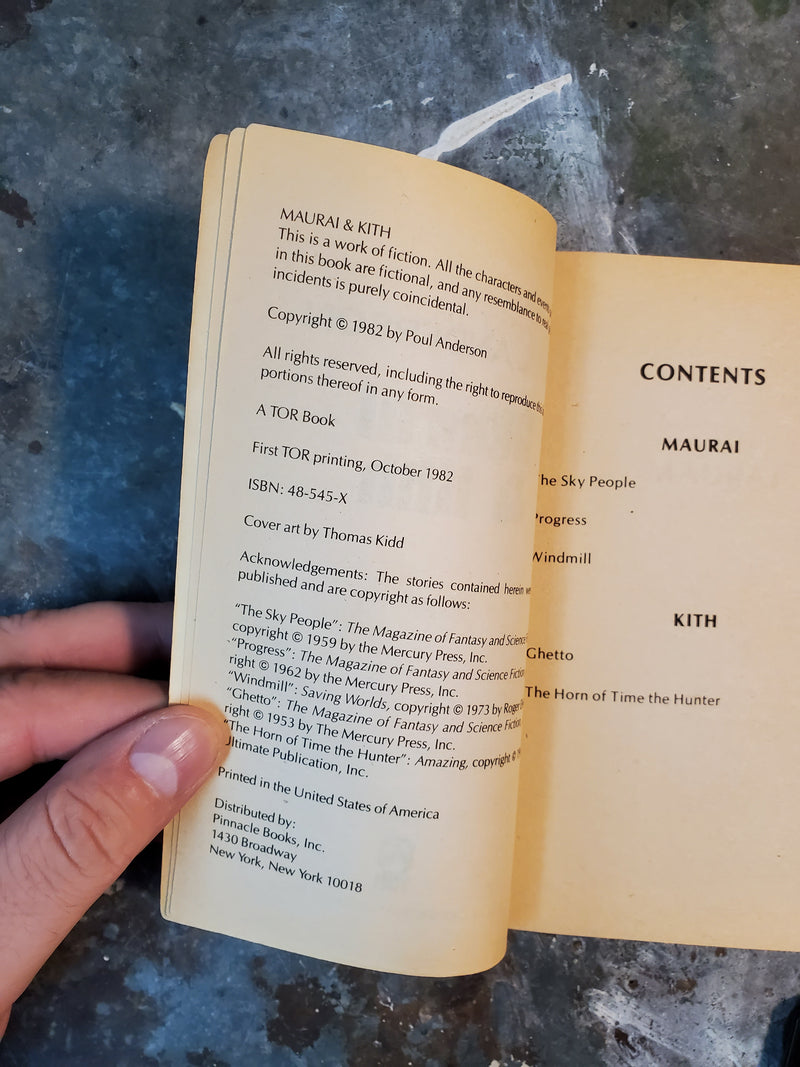 MAURAI & KITH
This is a work of fiction. All the characters and
in this book are fictional, and any resemblance to
incidents is purely coincidental.
Copyright © 1982 by Poul Anderson
All rights reserved, including the right to reproduce
portions thereof in any form.
A TOR Book
First TOR printing, October 1982
ISBN: 48-545-X
Cover art by Thomas Kidd
Acknowledgements: The stories contained herein
published and are copyright as follows:
"The Sky People": The Magazine of Fantasy and Science
copyright © 1959 by the Mercury Press, Inc.
"Progress": The Magazine of Fantasy and Science Fiction
right © 1962 by the Mercury Press, Inc.
"Windmill": Saving Worlds, copyright © 1973 by Roger
"Ghetto": The Magazine of Fantasy and Science Fiction
right © 1953 by The Mercury Press, Inc.
"The Horn of Time the Hunter": Amazing, copyright ©
Ultimate Publication, Inc.
Printed in the United States of America
Distributed by:
Pinnacle Books, Inc.
1430 Broadway
New York, New York 10018
CONTENTS
MAURAI
The Sky People
Progress
Windmill
KITH
Ghetto
The Horn of Time the Hunter